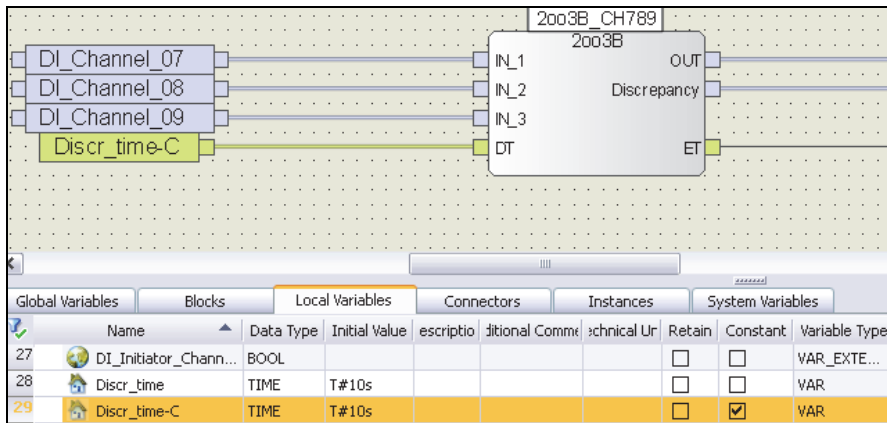 2oo3B_CH789
2oo3B
DI_Channel_07 IN_1 OUT
DI_Channel_08 IN_2 Discrepancy
DI_Channel_09 IN_3
Discr_time-C DT ET
Global Variables Blocks Local Variables Connectors Instances System Variables
Name Data Type Initial Value escriptio ditional Comme echnical Ur Retain Constant Variable Type
27 DI_Initiator_Chann... BOOL VAR_EXTE...
28 Discr_time TIME T#10s VAR
29 Discr_time-C TIME T#10s VAR